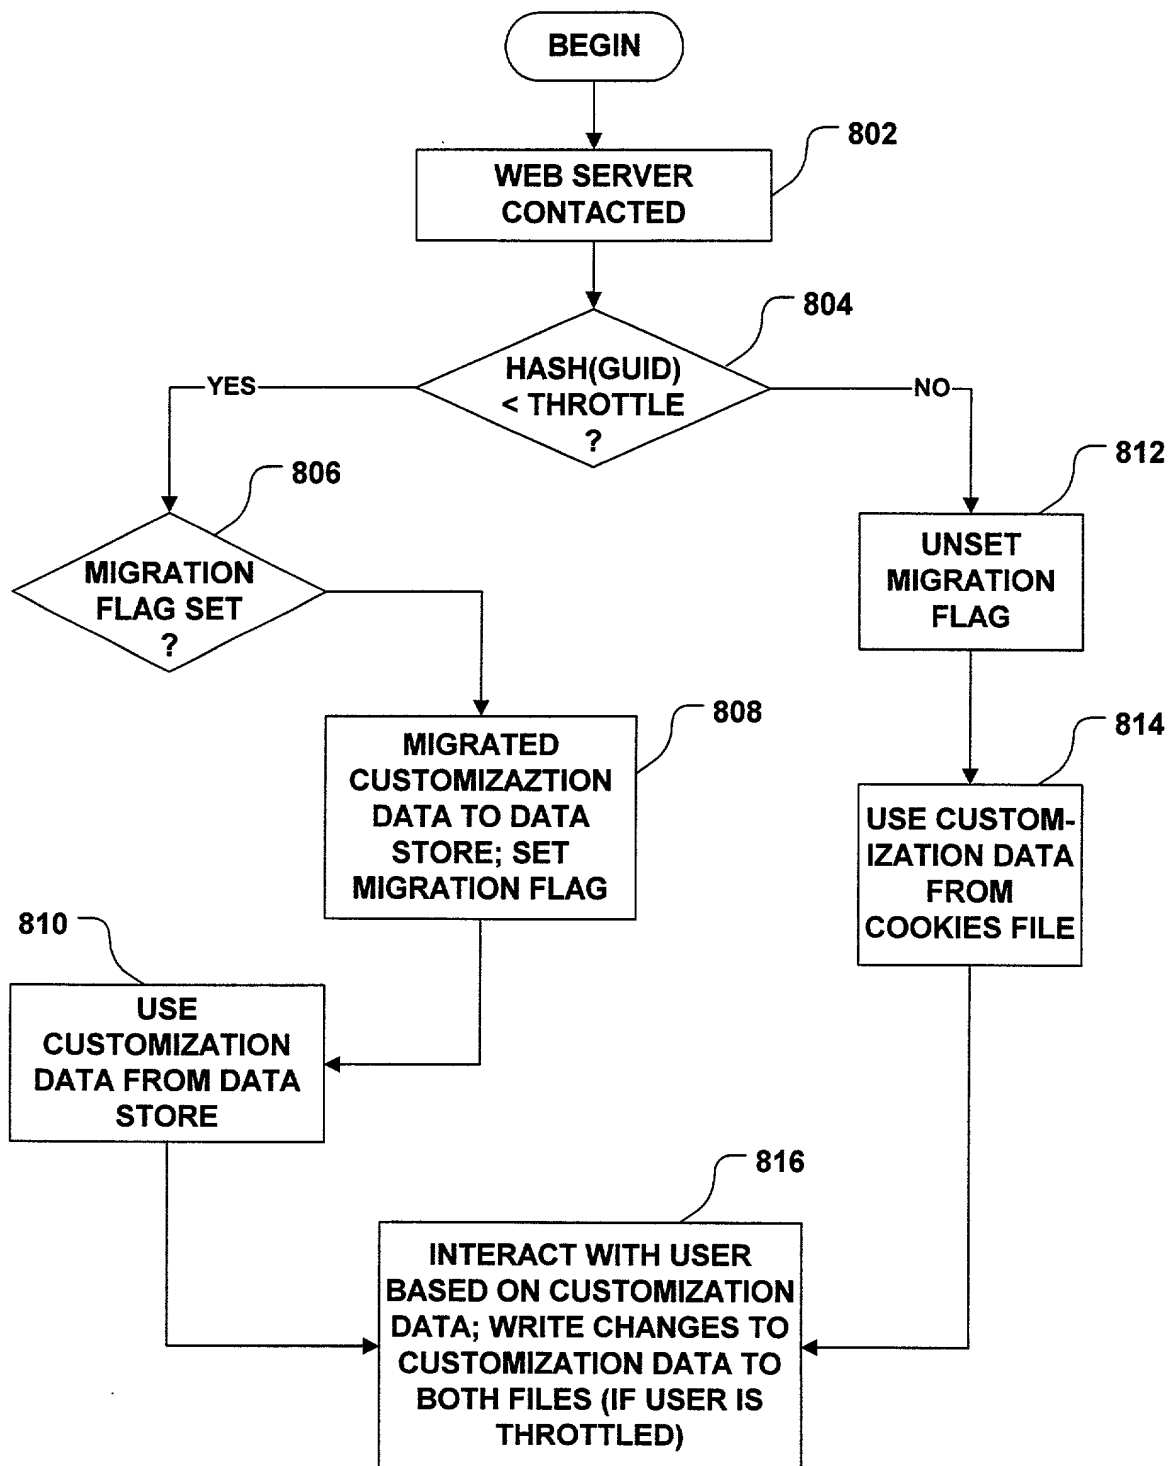 BEGIN
802
WEB SERVER
CONTACTED
804
HASH(GUID)
< THROTTLE
?
YES
NO
806
812
MIGRATION
FLAG SET
?
UNSET
MIGRATION
FLAG
808
814
MIGRATED
CUSTOMIZAZTION
DATA TO DATA
STORE; SET
MIGRATION FLAG
USE CUSTOM-
IZATION DATA
FROM
COOKIES FILE
810
USE
CUSTOMIZATION
DATA FROM DATA
STORE
816
INTERACT WITH USER
BASED ON CUSTOMIZATION
DATA; WRITE CHANGES TO
CUSTOMIZATION DATA TO
BOTH FILES (IF USER IS
THROTTLED)